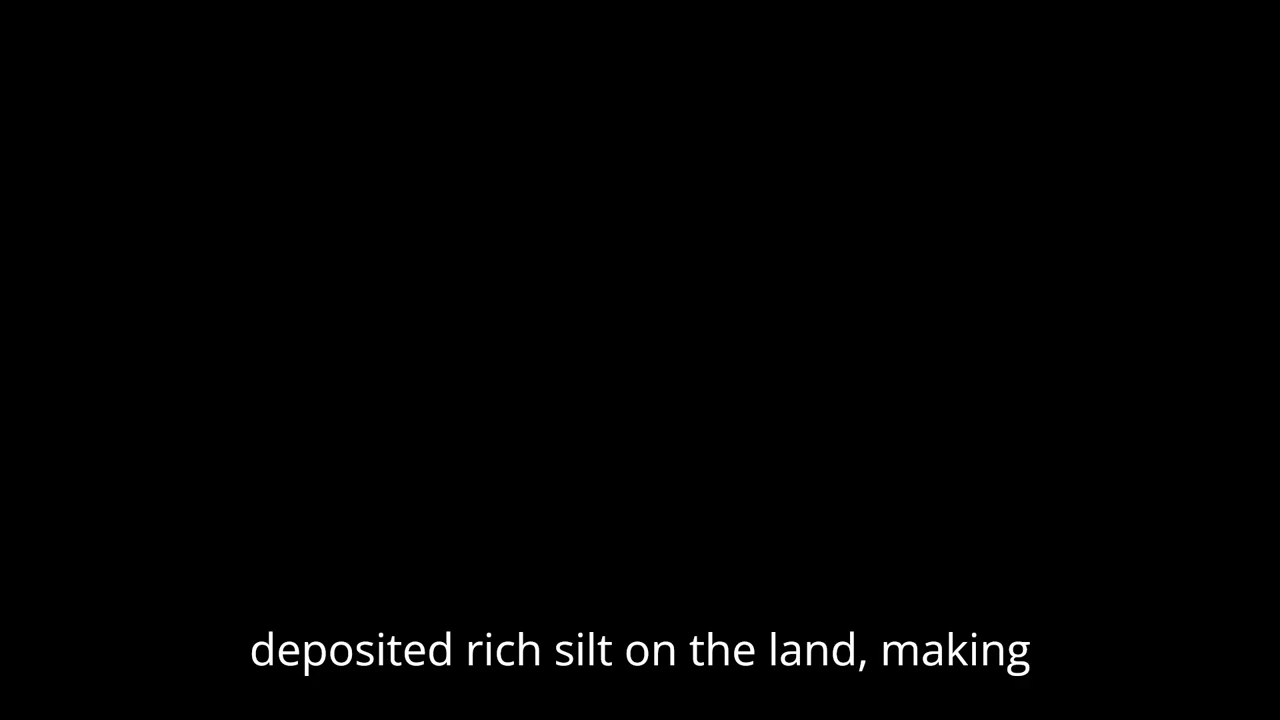 deposited rich silt on the land, making